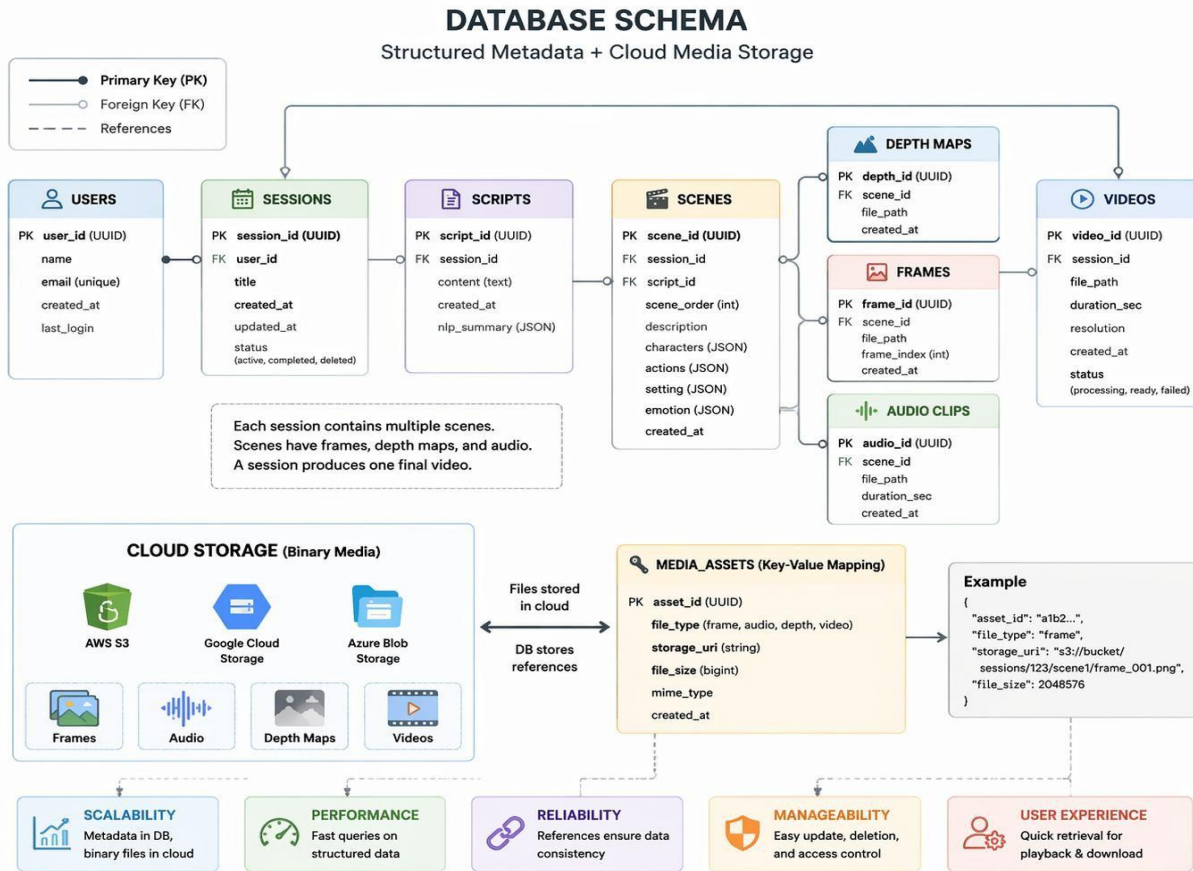 DATABASE SCHEMA
Structured Metadata + Cloud Media Storage
Primary Key (PK)
Foreign Key (FK)
References
USERS
PK user_id (UUID)
name
email (unique)
created_at
last_login
SESSIONS
PK session_id (UUID)
FK user_id
title
created_at
updated_at
status
(active, completed, deleted)
SCRIPTS
PK script_id (UUID)
FK session_id
content (text)
created_at
nlp_summary (JSON)
SCENES
PK scene_id (UUID)
FK session_id
FK script_id
scene_order (int)
description
characters (JSON)
actions (JSON)
setting (JSON)
emotion (JSON)
created_at
DEPTH MAPS
PK depth_id (UUID)
FK scene_id
file_path
created_at
FRAMES
PK frame_id (UUID)
FK scene_id
file_path
frame_index (int)
created_at
AUDIO CLIPS
PK audio_id (UUID)
FK scene_id
file_path
duration_sec
created_at
VIDEOS
PK video_id (UUID)
FK session_id
file_path
duration_sec
resolution
created_at
status
(processing, ready, failed)
Each session contains multiple scenes.
Scenes have frames, depth maps, and audio.
A session produces one final video.
CLOUD STORAGE (Binary Media)
AWS S3
Google Cloud
Storage
Azure Blob
Storage
Frames
Audio
Depth Maps
Videos
Files stored
in cloud
DB stores
references
MEDIA_ASSETS (Key-Value Mapping)
PK asset_id (UUID)
file_type (frame, audio, depth, video)
storage_uri (string)
file_size (bigint)
mime_type
created_at
Example
{
"asset_id": "a1b2...",
"file_type": "frame",
"storage_uri": "s3://bucket/
sessions/123/scene1/frame_001.png",
"file_size": 2048576
}
SCALABILITY
Metadata in DB,
binary files in cloud
PERFORMANCE
Fast queries on
structured data
RELIABILITY
References ensure data
consistency
MANAGEABILITY
Easy update, deletion,
and access control
USER EXPERIENCE
Quick retrieval for
playback & download